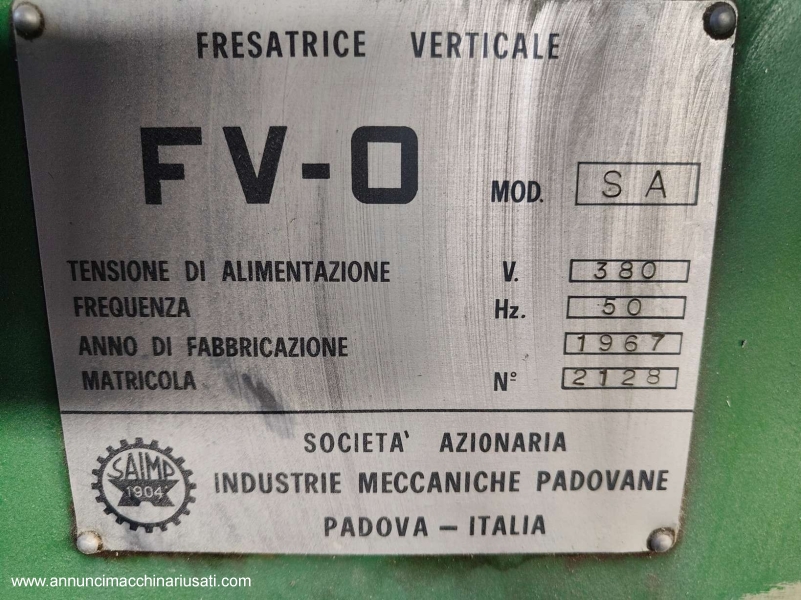 FRESATRICE VERTICALE
FV-O
MOD. SA
TENSIONE DI ALIMENTAZIONE V. 380
FREQUENZA Hz. 50
ANNO DI FABBRICAZIONE 1967
MATRICOLA N° 2128
SOCIETA' AZIONARIA
INDUSTRIE MECCANICHE PADOVANE
PADOVA — ITALIA
SAIMP
1904
www.annuncimacchinariusati.com